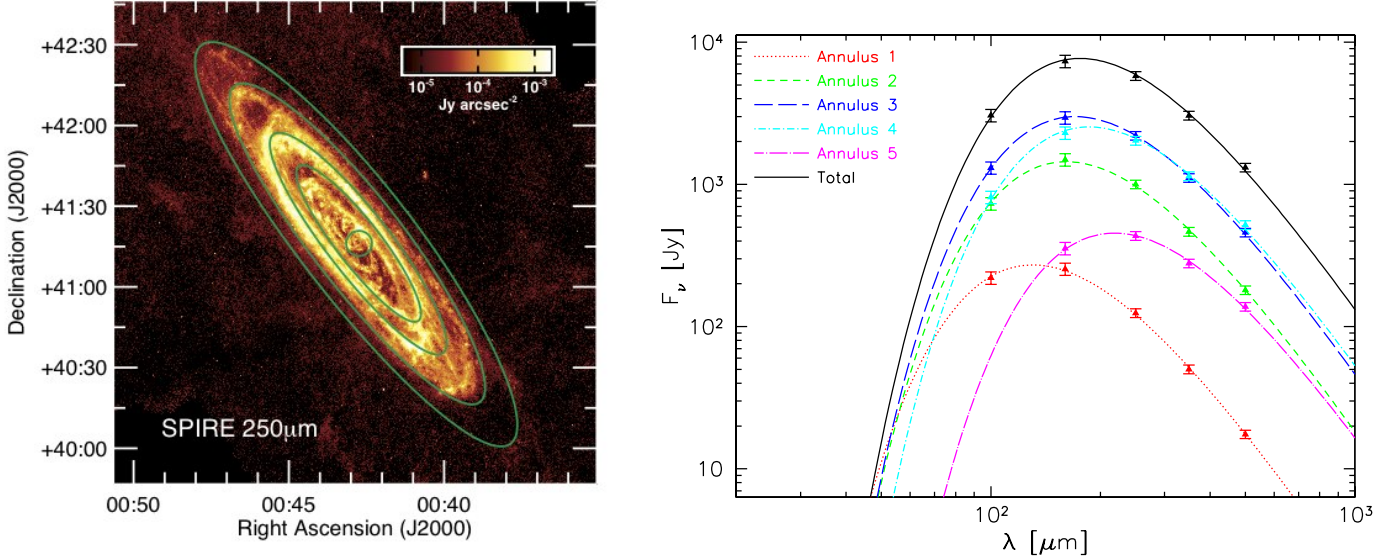 +42:30
+42:00
+41:30
+41:00
+40:30
+40:00
Declination (J2000)
10⁻⁵ 10⁻⁴ 10⁻³
Jy arcsec⁻²
SPIRE 250μm
00:50 00:45 00:40
Right Ascension (J2000)
10⁴
10³
10²
10
F_ν [Jy]
Annulus 1
Annulus 2
Annulus 3
Annulus 4
Annulus 5
Total
10² 10³
λ [μm]